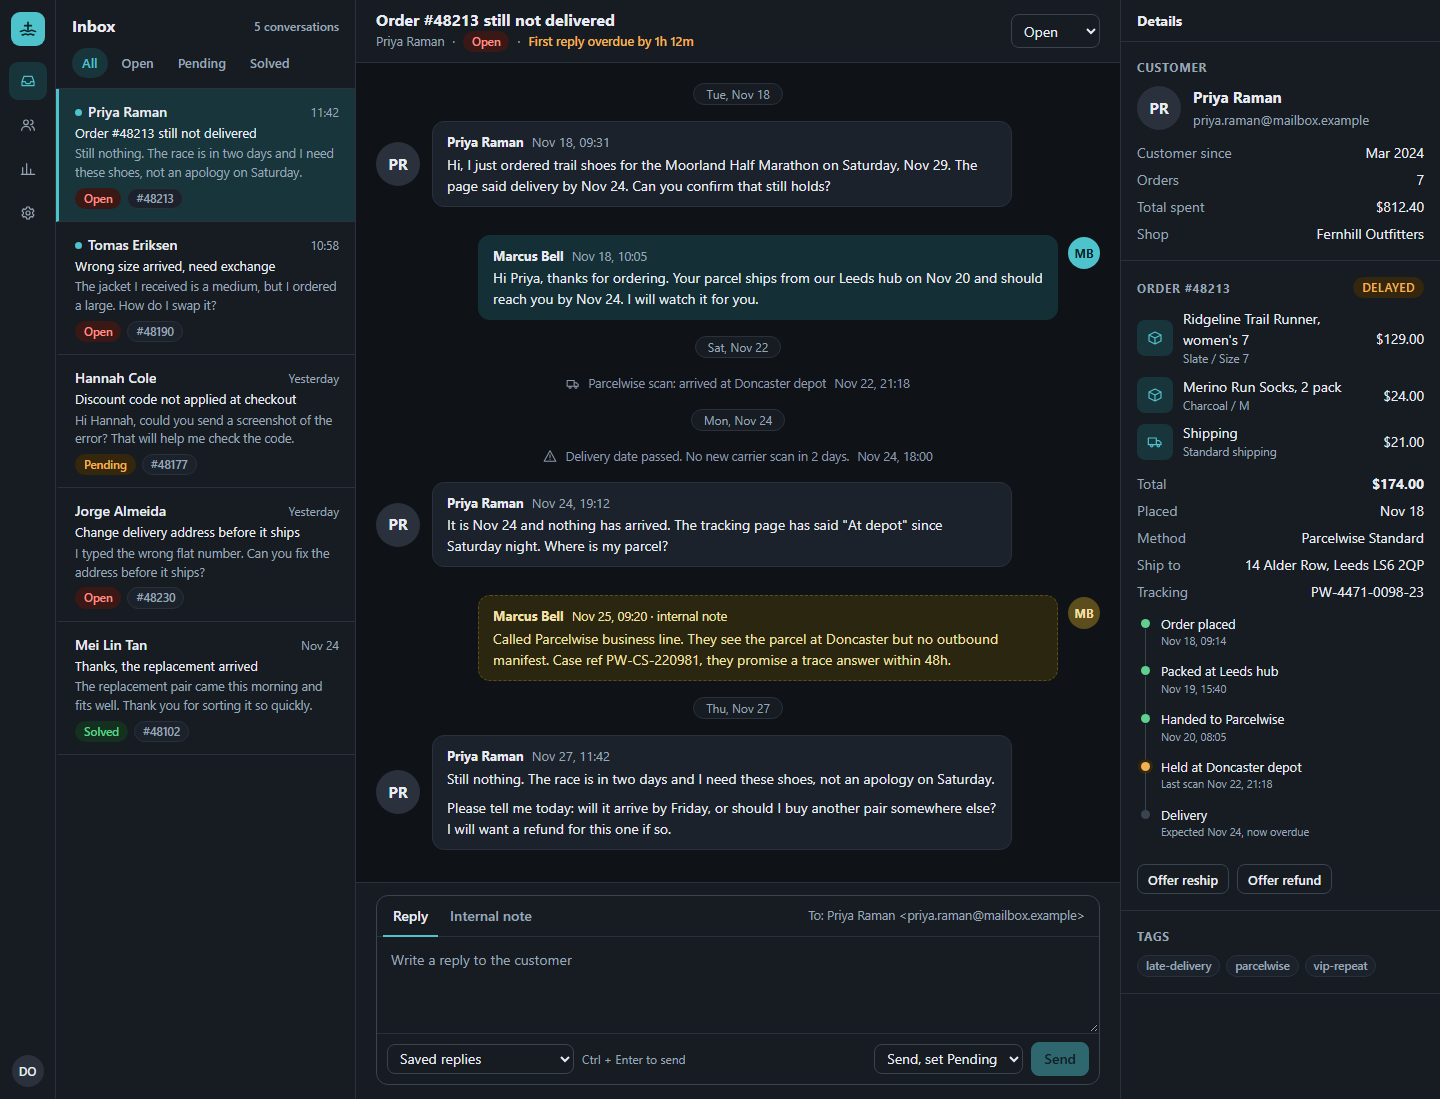 Inbox
5 conversations
All
Open
Pending
Solved
Priya Raman
11:42
Order #48213 still not delivered
Still nothing. The race is in two days and I need
these shoes, not an apology on Saturday.
Open
#48213
Tomas Eriksen
10:58
Wrong size arrived, need exchange
The jacket I received is a medium, but I ordered
a large. How do I swap it?
Open
#48190
Hannah Cole
Yesterday
Discount code not applied at checkout
Hi Hannah, could you send a screenshot of the
error? That will help me check the code.
Pending
#48177
Jorge Almeida
Yesterday
Change delivery address before it ships
I typed the wrong flat number. Can you fix the
address before it ships?
Open
#48230
Mei Lin Tan
Nov 24
Thanks, the replacement arrived
The replacement pair came this morning and
fits well. Thank you for sorting it so quickly.
Solved
#48102
DO
Order #48213 still not delivered
Priya Raman · Open · First reply overdue by 1h 12m
Open
Tue, Nov 18
PR
Priya Raman Nov 18, 09:31
Hi, I just ordered trail shoes for the Moorland Half Marathon on Saturday, Nov 29. The
page said delivery by Nov 24. Can you confirm that still holds?
Marcus Bell Nov 18, 10:05
Hi Priya, thanks for ordering. Your parcel ships from our Leeds hub on Nov 20 and should
reach you by Nov 24. I will watch it for you.
MB
Sat, Nov 22
Parcelwise scan: arrived at Doncaster depot Nov 22, 21:18
Mon, Nov 24
Delivery date passed. No new carrier scan in 2 days. Nov 24, 18:00
PR
Priya Raman Nov 24, 19:12
It is Nov 24 and nothing has arrived. The tracking page has said "At depot" since
Saturday night. Where is my parcel?
Marcus Bell Nov 25, 09:20 · internal note
Called Parcelwise business line. They see the parcel at Doncaster but no outbound
manifest. Case ref PW-CS-220981, they promise a trace answer within 48h.
MB
Thu, Nov 27
PR
Priya Raman Nov 27, 11:42
Still nothing. The race is in two days and I need these shoes, not an apology on Saturday.
Please tell me today: will it arrive by Friday, or should I buy another pair somewhere else?
I will want a refund for this one if so.
Reply
Internal note
To: Priya Raman <priya.raman@mailbox.example>
Write a reply to the customer
Saved replies
Ctrl + Enter to send
Send, set Pending
Send
Details
CUSTOMER
PR
Priya Raman
priya.raman@mailbox.example
Customer since Mar 2024
Orders 7
Total spent $812.40
Shop Fernhill Outfitters
ORDER #48213
DELAYED
Ridgeline Trail Runner,
women's 7
Slate / Size 7
$129.00
Merino Run Socks, 2 pack
Charcoal / M
$24.00
Shipping
Standard shipping
$21.00
Total $174.00
Placed Nov 18
Method Parcelwise Standard
Ship to 14 Alder Row, Leeds LS6 2QP
Tracking PW-4471-0098-23
Order placed
Nov 18, 09:14
Packed at Leeds hub
Nov 19, 15:40
Handed to Parcelwise
Nov 20, 08:05
Held at Doncaster depot
Last scan Nov 22, 21:18
Delivery
Expected Nov 24, now overdue
Offer reship
Offer refund
TAGS
late-delivery
parcelwise
vip-repeat